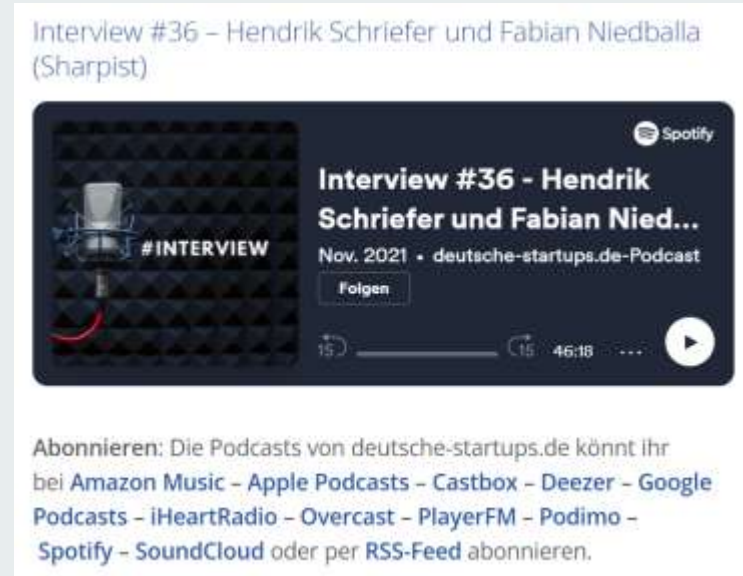 Interview #36 – Hendrik Schriefer und Fabian Niedballa
(Sharpist)
Spotify
Interview #36 - Hendrik
Schriefer und Fabian Nied...
#INTERVIEW
Nov. 2021 • deutsche-startups.de-Podcast
Folgen
15 15 46:18 ...
Abonnieren: Die Podcasts von deutsche-startups.de könnt ihr
bei Amazon Music – Apple Podcasts – Castbox – Deezer – Google
Podcasts – iHeartRadio – Overcast – PlayerFM – Podimo –
Spotify – SoundCloud oder per RSS-Feed abonnieren.